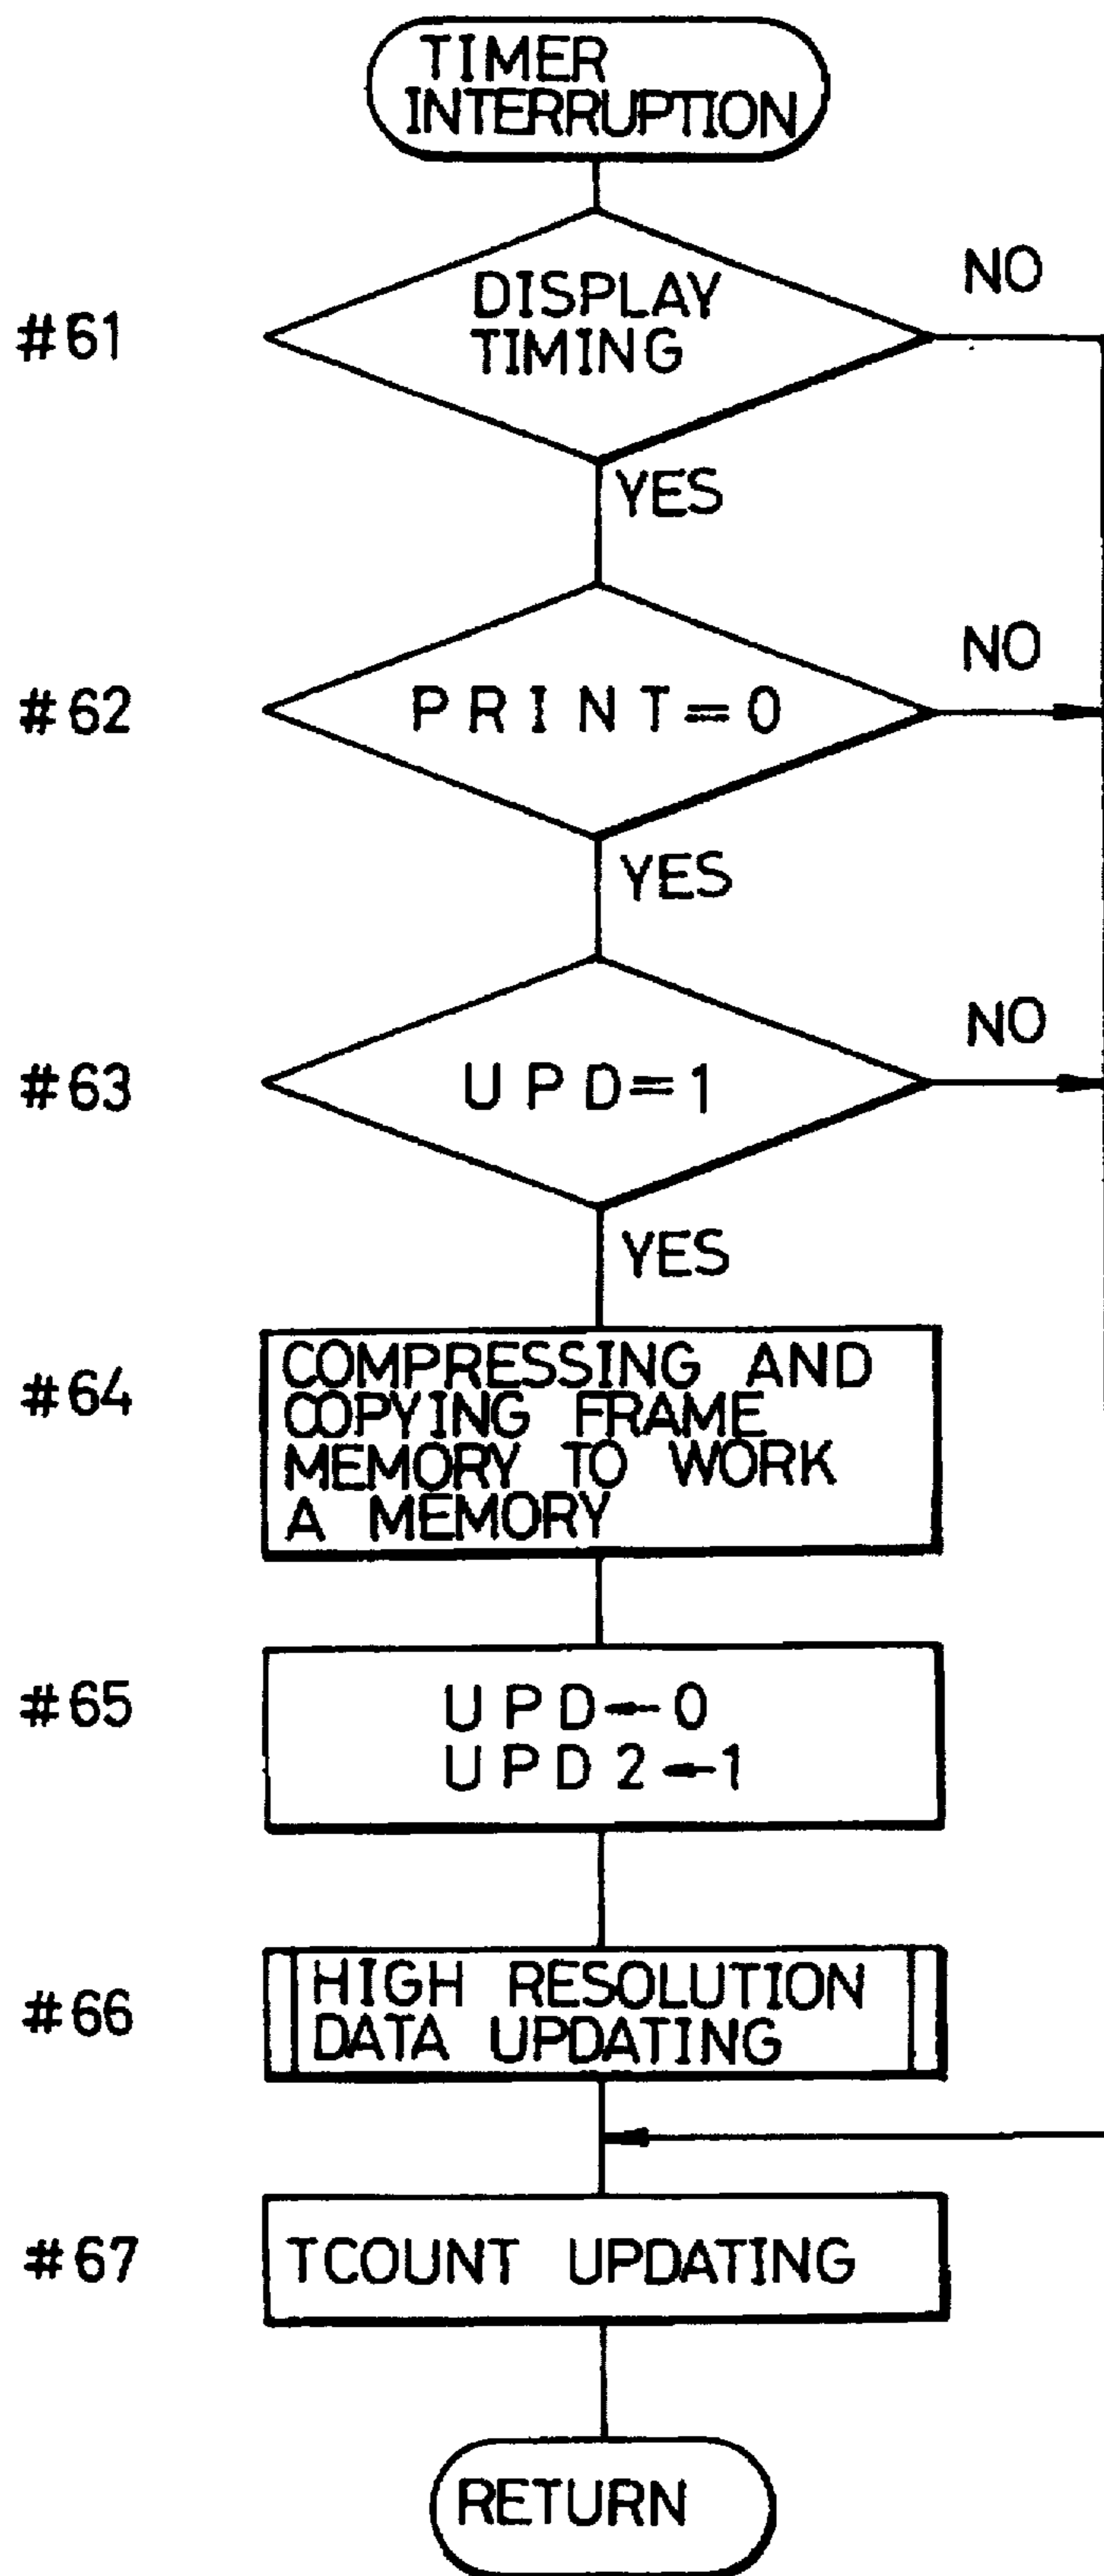 TIMER
INTERRUPTION
#61
DISPLAY
TIMING
NO
YES
#62
PRINT=0
NO
YES
#63
UPD=1
NO
YES
#64
COMPRESSING AND
COPYING FRAME
MEMORY TO WORK
A MEMORY
#65
UPD←0
UPD2←1
#66
HIGH RESOLUTION
DATA UPDATING
#67
TCOUNT UPDATING
RETURN